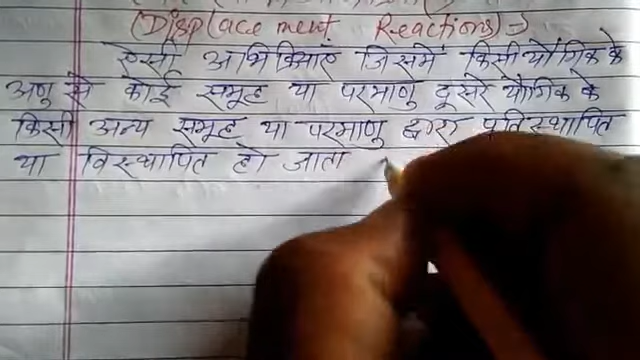 (Displacement Reactions) →
ऐसी अभिक्रियाएं जिसमें किसी यौगिक के
अणु से कोई समूह या परमाणु दूसरे यौगिक के
किसी अन्य समूह या परमाणु द्वारा प्रतिस्थापित
या विस्थापित हो जाता